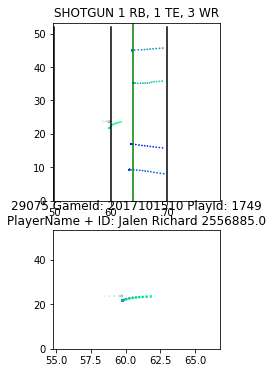 SHOTGUN 1 RB, 1 TE, 3 WR
50
40
30
20
10
0
50 60 70
29075 GameId: 2017101510 PlayId: 1749
PlayerName + ID: Jalen Richard 2556885.0
40
20
0
55.0 57.5 60.0 62.5 65.0